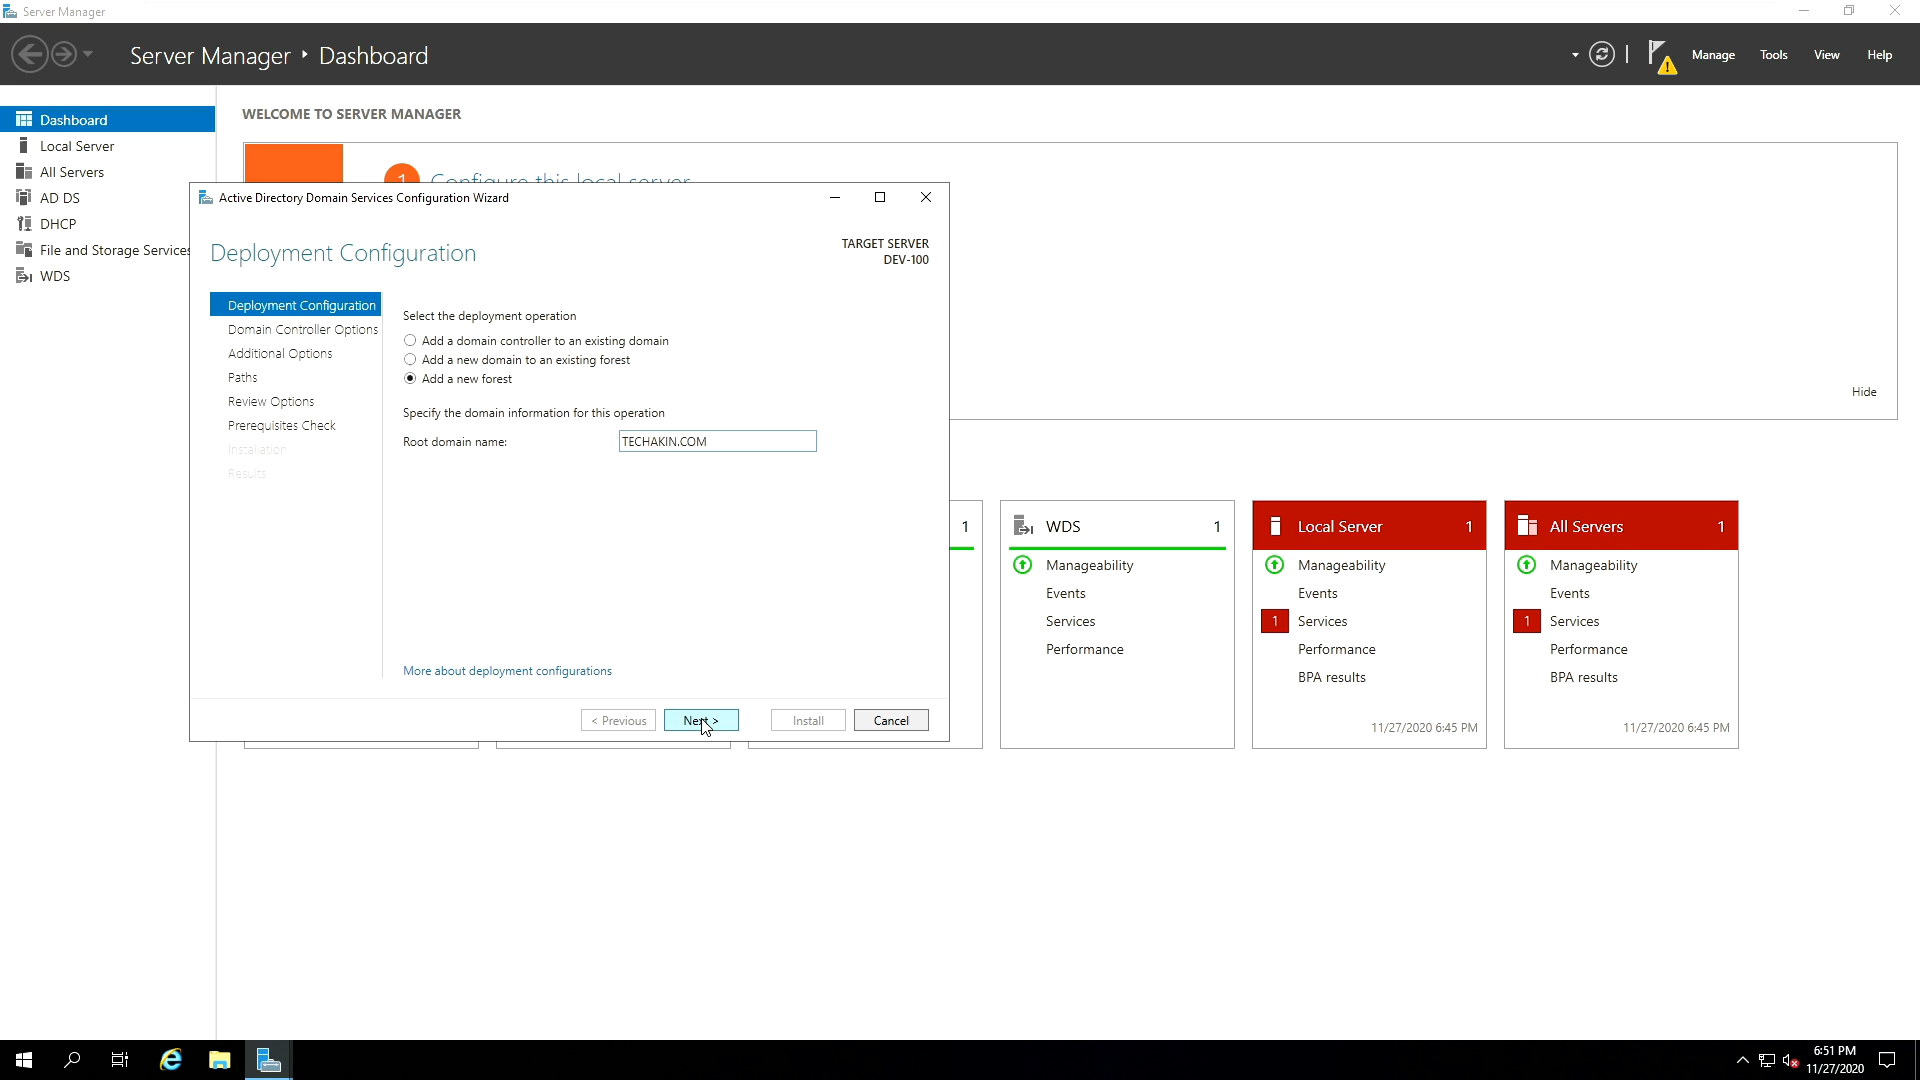 Server Manager
Server Manager ‣ Dashboard
Manage Tools View Help
Dashboard
Local Server
All Servers
AD DS
DHCP
File and Storage Services
WDS
WELCOME TO SERVER MANAGER
1 Configure this local server
Hide
Active Directory Domain Services Configuration Wizard
Deployment Configuration
TARGET SERVER
DEV-100
Deployment Configuration
Domain Controller Options
Additional Options
Paths
Review Options
Prerequisites Check
Installation
Results
Select the deployment operation
Add a domain controller to an existing domain
Add a new domain to an existing forest
Add a new forest
Specify the domain information for this operation
Root domain name: TECHAKIN.COM
More about deployment configurations
< Previous Next > Install Cancel
1
WDS 1
Manageability
Events
Services
Performance
Local Server 1
Manageability
Events
1 Services
Performance
BPA results
11/27/2020 6:45 PM
All Servers 1
Manageability
Events
1 Services
Performance
BPA results
11/27/2020 6:45 PM
6:51 PM
11/27/2020